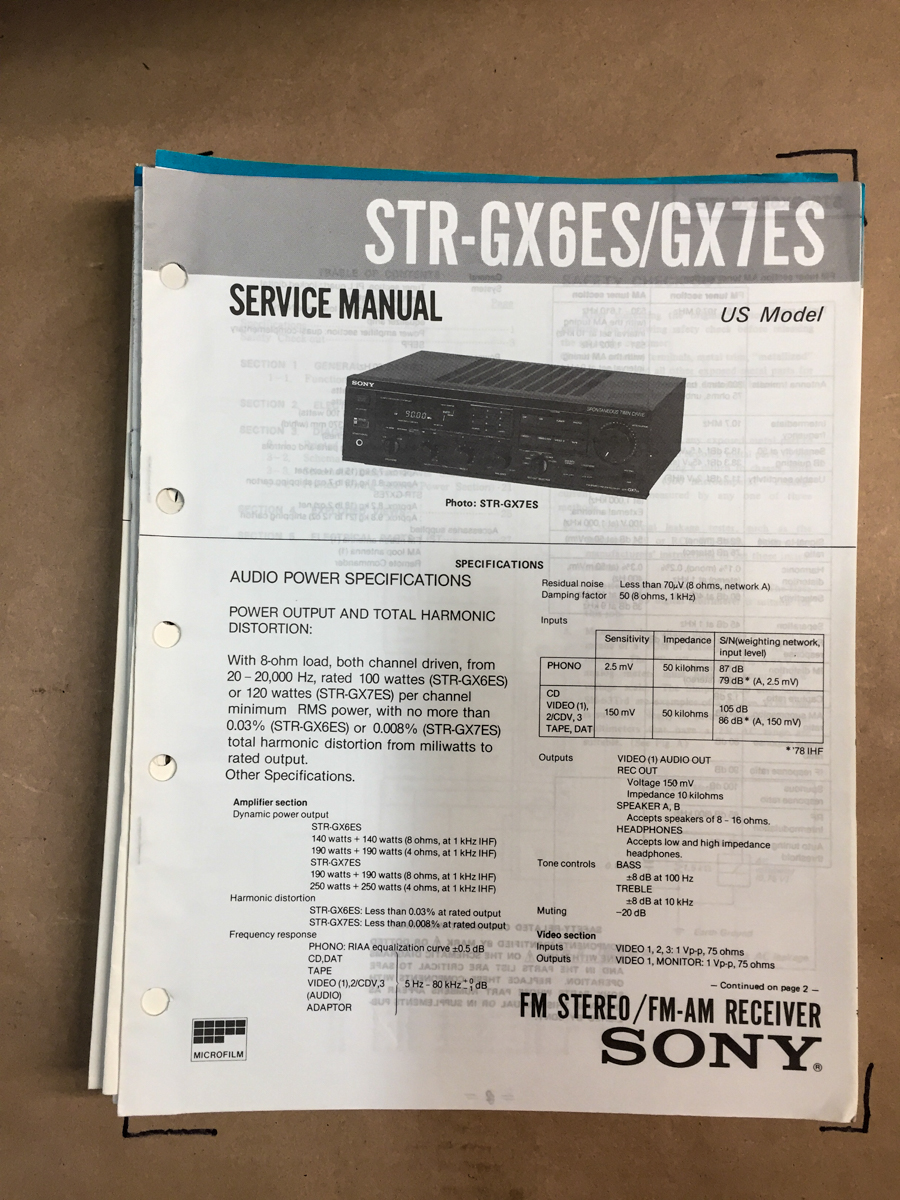 STR-GX6ES/GX7ES
SERVICE MANUAL
US Model
SONY
SPONTANEOUS TWIN DRIVE
Photo: STR-GX7ES
SPECIFICATIONS
AUDIO POWER SPECIFICATIONS
POWER OUTPUT AND TOTAL HARMONIC
DISTORTION:
With 8-ohm load, both channel driven, from
20 – 20,000 Hz, rated 100 wattes (STR-GX6ES)
or 120 wattes (STR-GX7ES) per channel
minimum RMS power, with no more than
0.03% (STR-GX6ES) or 0.008% (STR-GX7ES)
total harmonic distortion from miliwatts to
rated output.
Other Specifications.
Amplifier section
Dynamic power output
STR-GX6ES
140 watts + 140 watts (8 ohms, at 1 kHz IHF)
190 watts + 190 watts (4 ohms, at 1 kHz IHF)
STR-GX7ES
190 watts + 190 watts (8 ohms, at 1 kHz IHF)
250 watts + 250 watts (4 ohms, at 1 kHz IHF)
Harmonic distortion
STR-GX6ES: Less than 0.03% at rated output
STR-GX7ES: Less than 0.008% at rated output
Frequency response
PHONO: RIAA equalization curve ±0.5 dB
CD,DAT
TAPE
VIDEO (1),2/CDV,3 5 Hz – 80 kHz +0 −1 dB
(AUDIO)
ADAPTOR
MICROFILM
Residual noise Less than 70μV (8 ohms, network A)
Damping factor 50 (8 ohms, 1 kHz)
Inputs
Sensitivity Impedance S/N(weighting network, input level)
PHONO 2.5 mV 50 kilohms 87 dB
79 dB* (A, 2.5 mV)
CD
VIDEO (1),
2/CDV, 3
TAPE, DAT
150 mV 50 kilohms 105 dB
86 dB* (A, 150 mV)
* '78 IHF
Outputs VIDEO (1) AUDIO OUT
REC OUT
Voltage 150 mV
Impedance 10 kilohms
SPEAKER A, B
Accepts speakers of 8 – 16 ohms.
HEADPHONES
Accepts low and high impedance
headphones.
Tone controls BASS
±8 dB at 100 Hz
TREBLE
±8 dB at 10 kHz
Muting −20 dB
Video section
Inputs VIDEO 1, 2, 3: 1 Vp-p, 75 ohms
Outputs VIDEO 1, MONITOR: 1 Vp-p, 75 ohms
— Continued on page 2 —
FM STEREO/FM-AM RECEIVER
SONY®